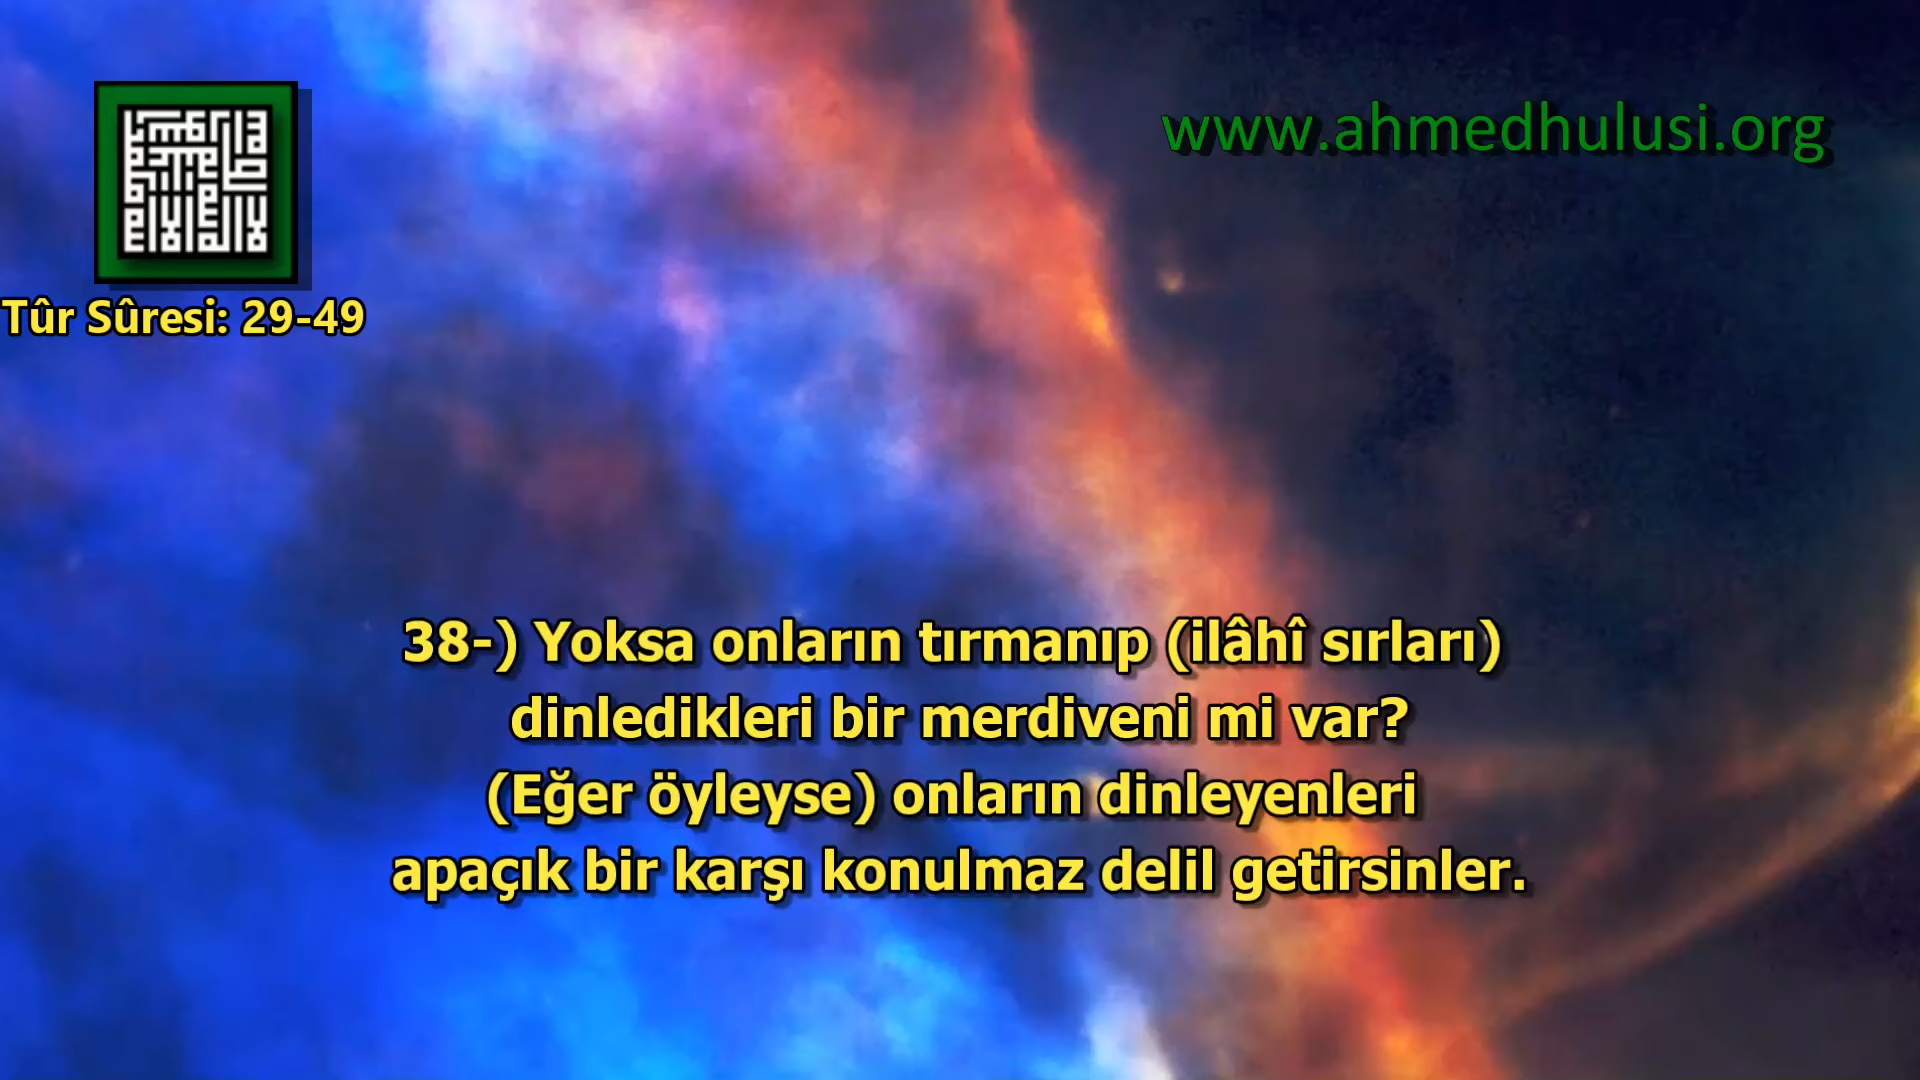 www.ahmedhulusi.org
Tûr Sûresi: 29-49
38-) Yoksa onların tırmanıp (ilâhî sırları)
dinledikleri bir merdiveni mi var?
(Eğer öyleyse) onların dinleyenleri
apaçık bir karşı konulmaz delil getirsinler.